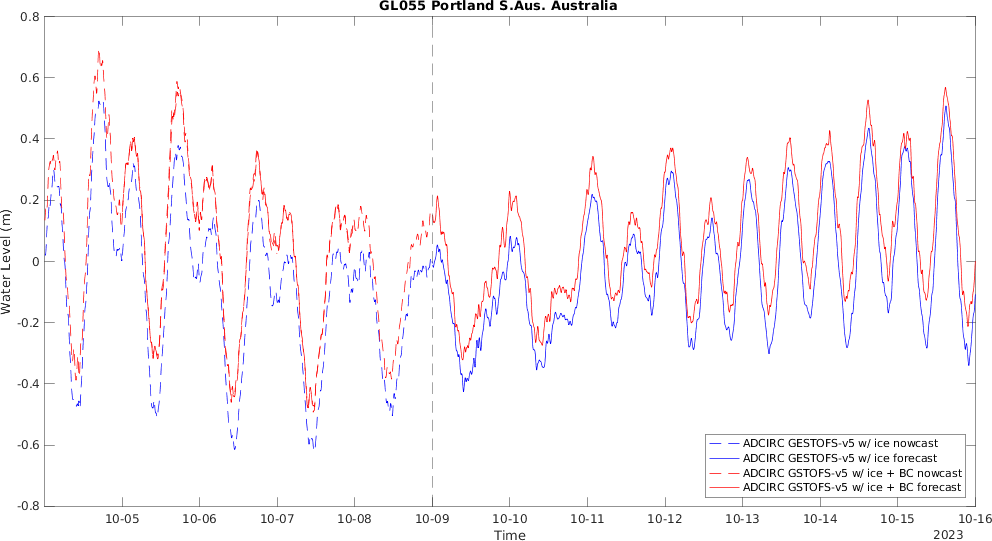 GL055 Portland S.Aus. Australia
0.8
0.6
0.4
0.2
0
-0.2
-0.4
-0.6
-0.8
Water Level (m)
ADCIRC GESTOFS-v5 w/ ice nowcast
ADCIRC GESTOFS-v5 w/ ice forecast
ADCIRC GSTOFS-v5 w/ ice + BC nowcast
ADCIRC GSTOFS-v5 w/ ice + BC forecast
10-05 10-06 10-07 10-08 10-09 10-10 10-11 10-12 10-13 10-14 10-15 10-16
Time
2023